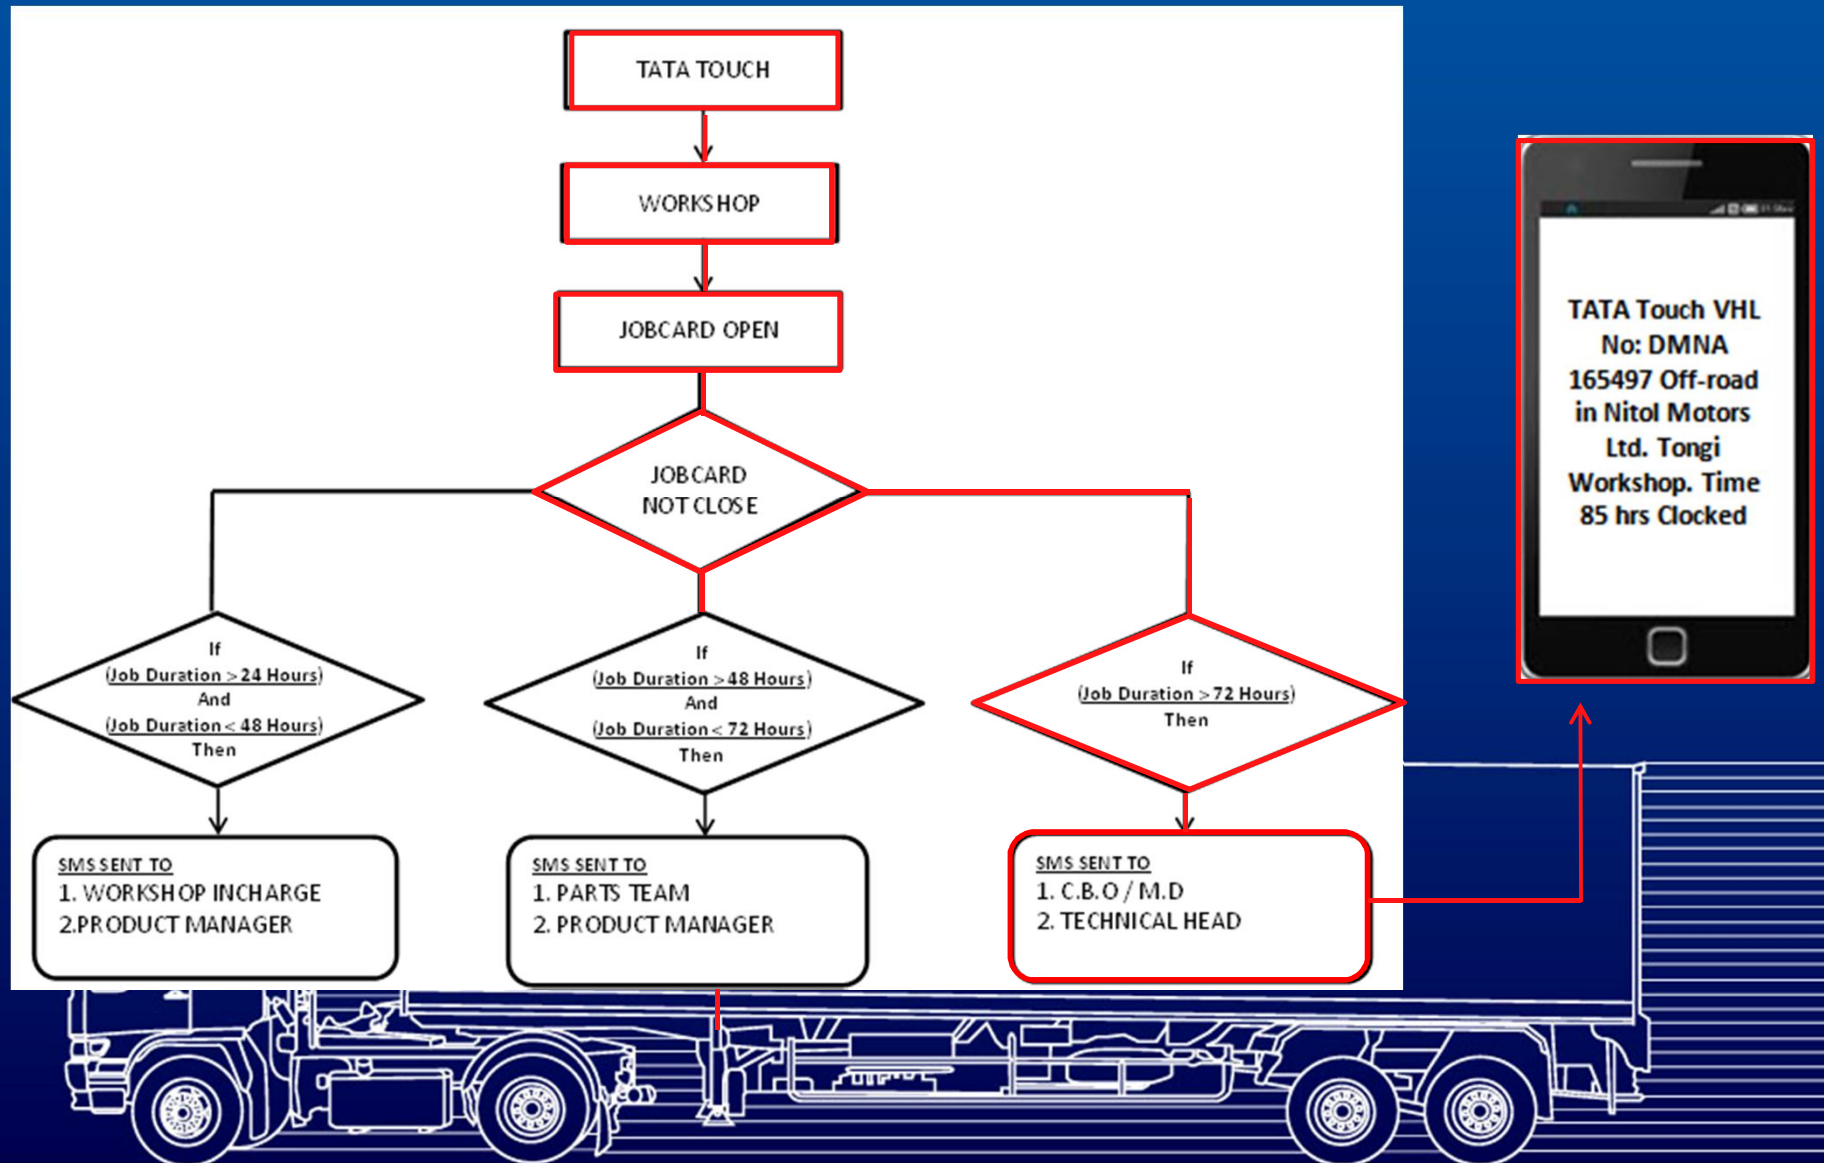 TATA TOUCH
WORKSHOP
JOBCARD OPEN
JOBCARD
NOT CLOSE
If
(Job Duration > 24 Hours)
And
(Job Duration < 48 Hours)
Then
If
(Job Duration > 48 Hours)
And
(Job Duration < 72 Hours)
Then
If
(Job Duration > 72 Hours)
Then
SMS SENT TO
1. WORKSHOP INCHARGE
2.PRODUCT MANAGER
SMS SENT TO
1. PARTS TEAM
2. PRODUCT MANAGER
SMS SENT TO
1. C.B.O / M.D
2. TECHNICAL HEAD
TATA Touch VHL
No: DMNA
165497 Off-road
in Nitol Motors
Ltd. Tongi
Workshop. Time
85 hrs Clocked